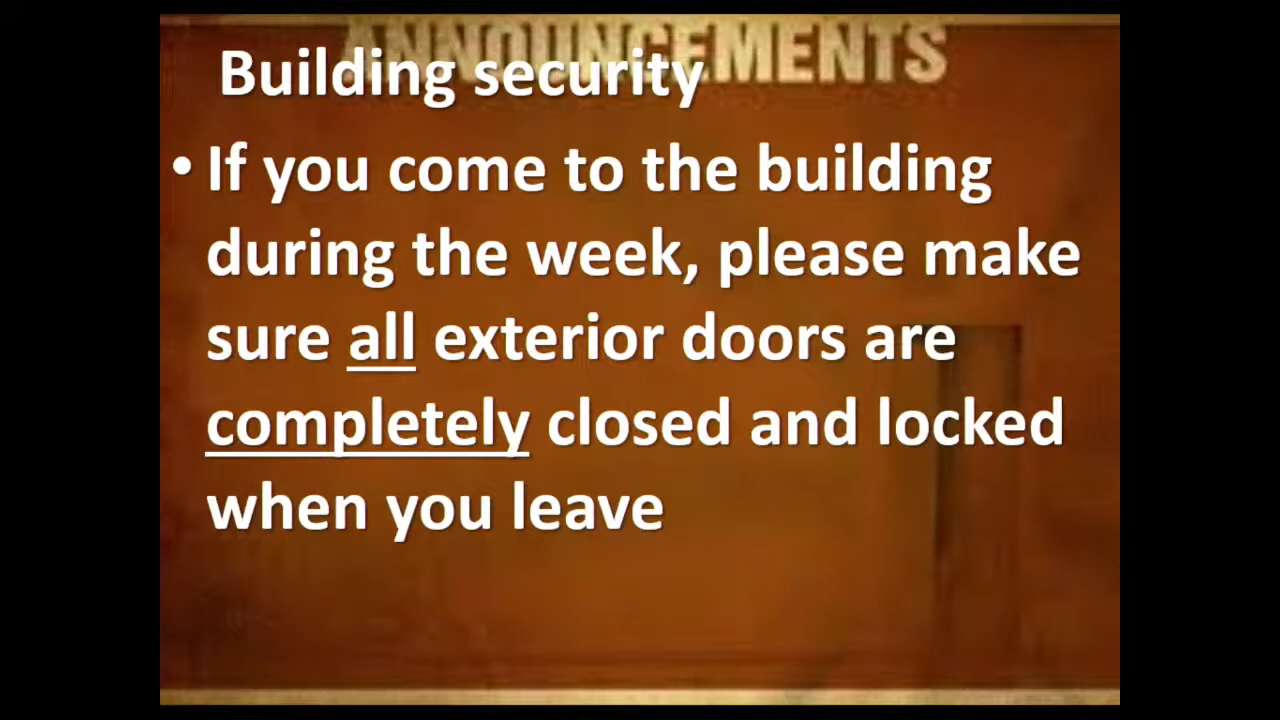 ANNOUNCEMENTS
Building security
• If you come to the building
during the week, please make
sure all exterior doors are
completely closed and locked
when you leave